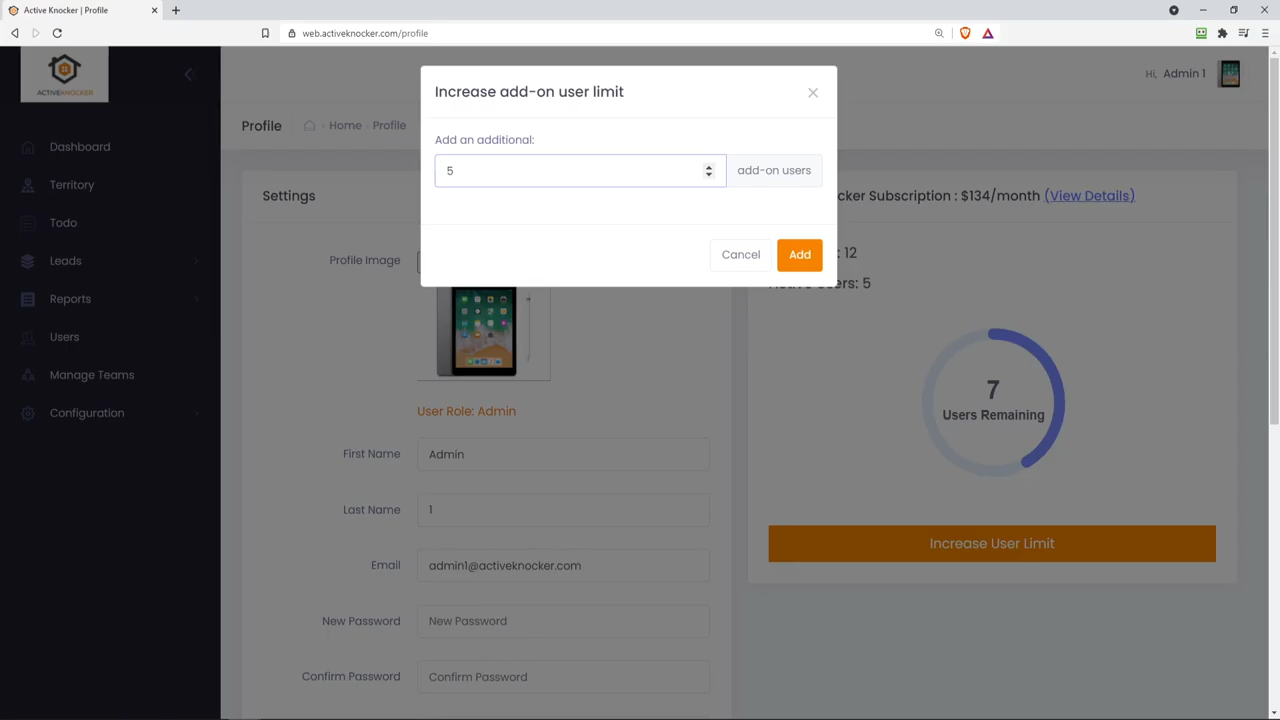 Active Knocker | Profile
web.activeknocker.com/profile
ACTIVEKNOCKER
Hi, Admin 1
Profile
Home
Profile
Dashboard
Territory
Todo
Leads
Reports
Users
Manage Teams
Configuration
Increase add-on user limit
Add an additional:
5
add-on users
Cancel
Add
Settings
Profile Image
User Role: Admin
First Name
Admin
Last Name
1
Email
admin1@activeknocker.com
New Password
New Password
Confirm Password
Confirm Password
cker Subscription : $134/month (View Details)
: 12
Active Users: 5
7
Users Remaining
Increase User Limit